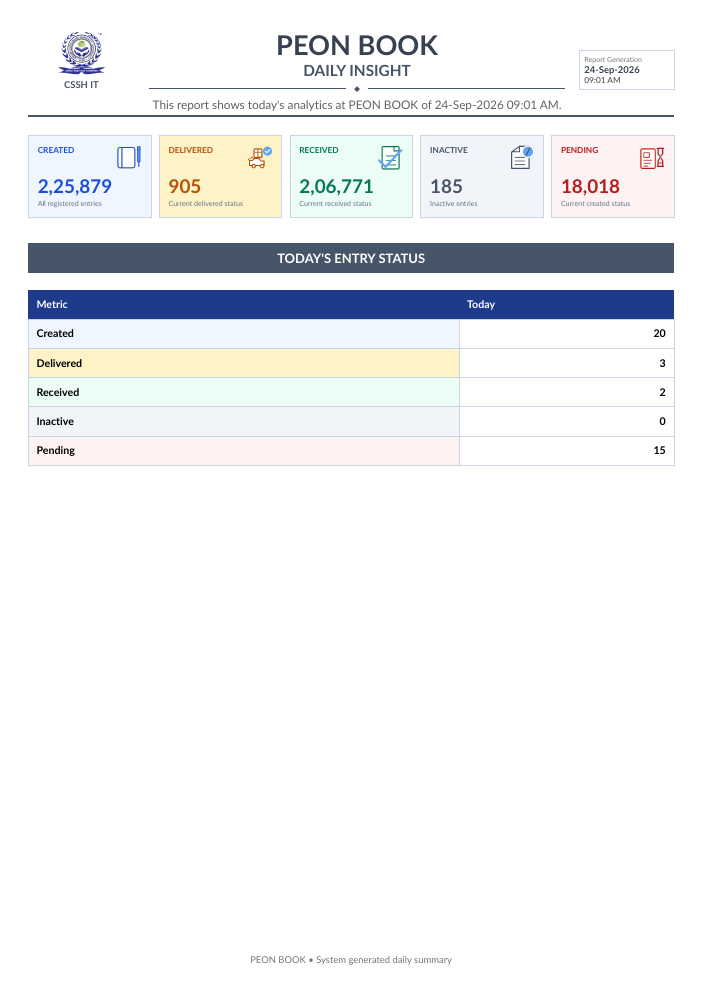 PEON BOOK
DAILY INSIGHT
CSSH IT
Report Generation
24-Sep-2026
09:01 AM
This report shows today's analytics at PEON BOOK of 24-Sep-2026 09:01 AM.
CREATED
2,25,879
All registered entries
DELIVERED
905
Current delivered status
RECEIVED
2,06,771
Current received status
INACTIVE
185
Inactive entries
PENDING
18,018
Current created status
TODAY'S ENTRY STATUS
Metric Today
Created 20
Delivered 3
Received 2
Inactive 0
Pending 15
PEON BOOK • System generated daily summary